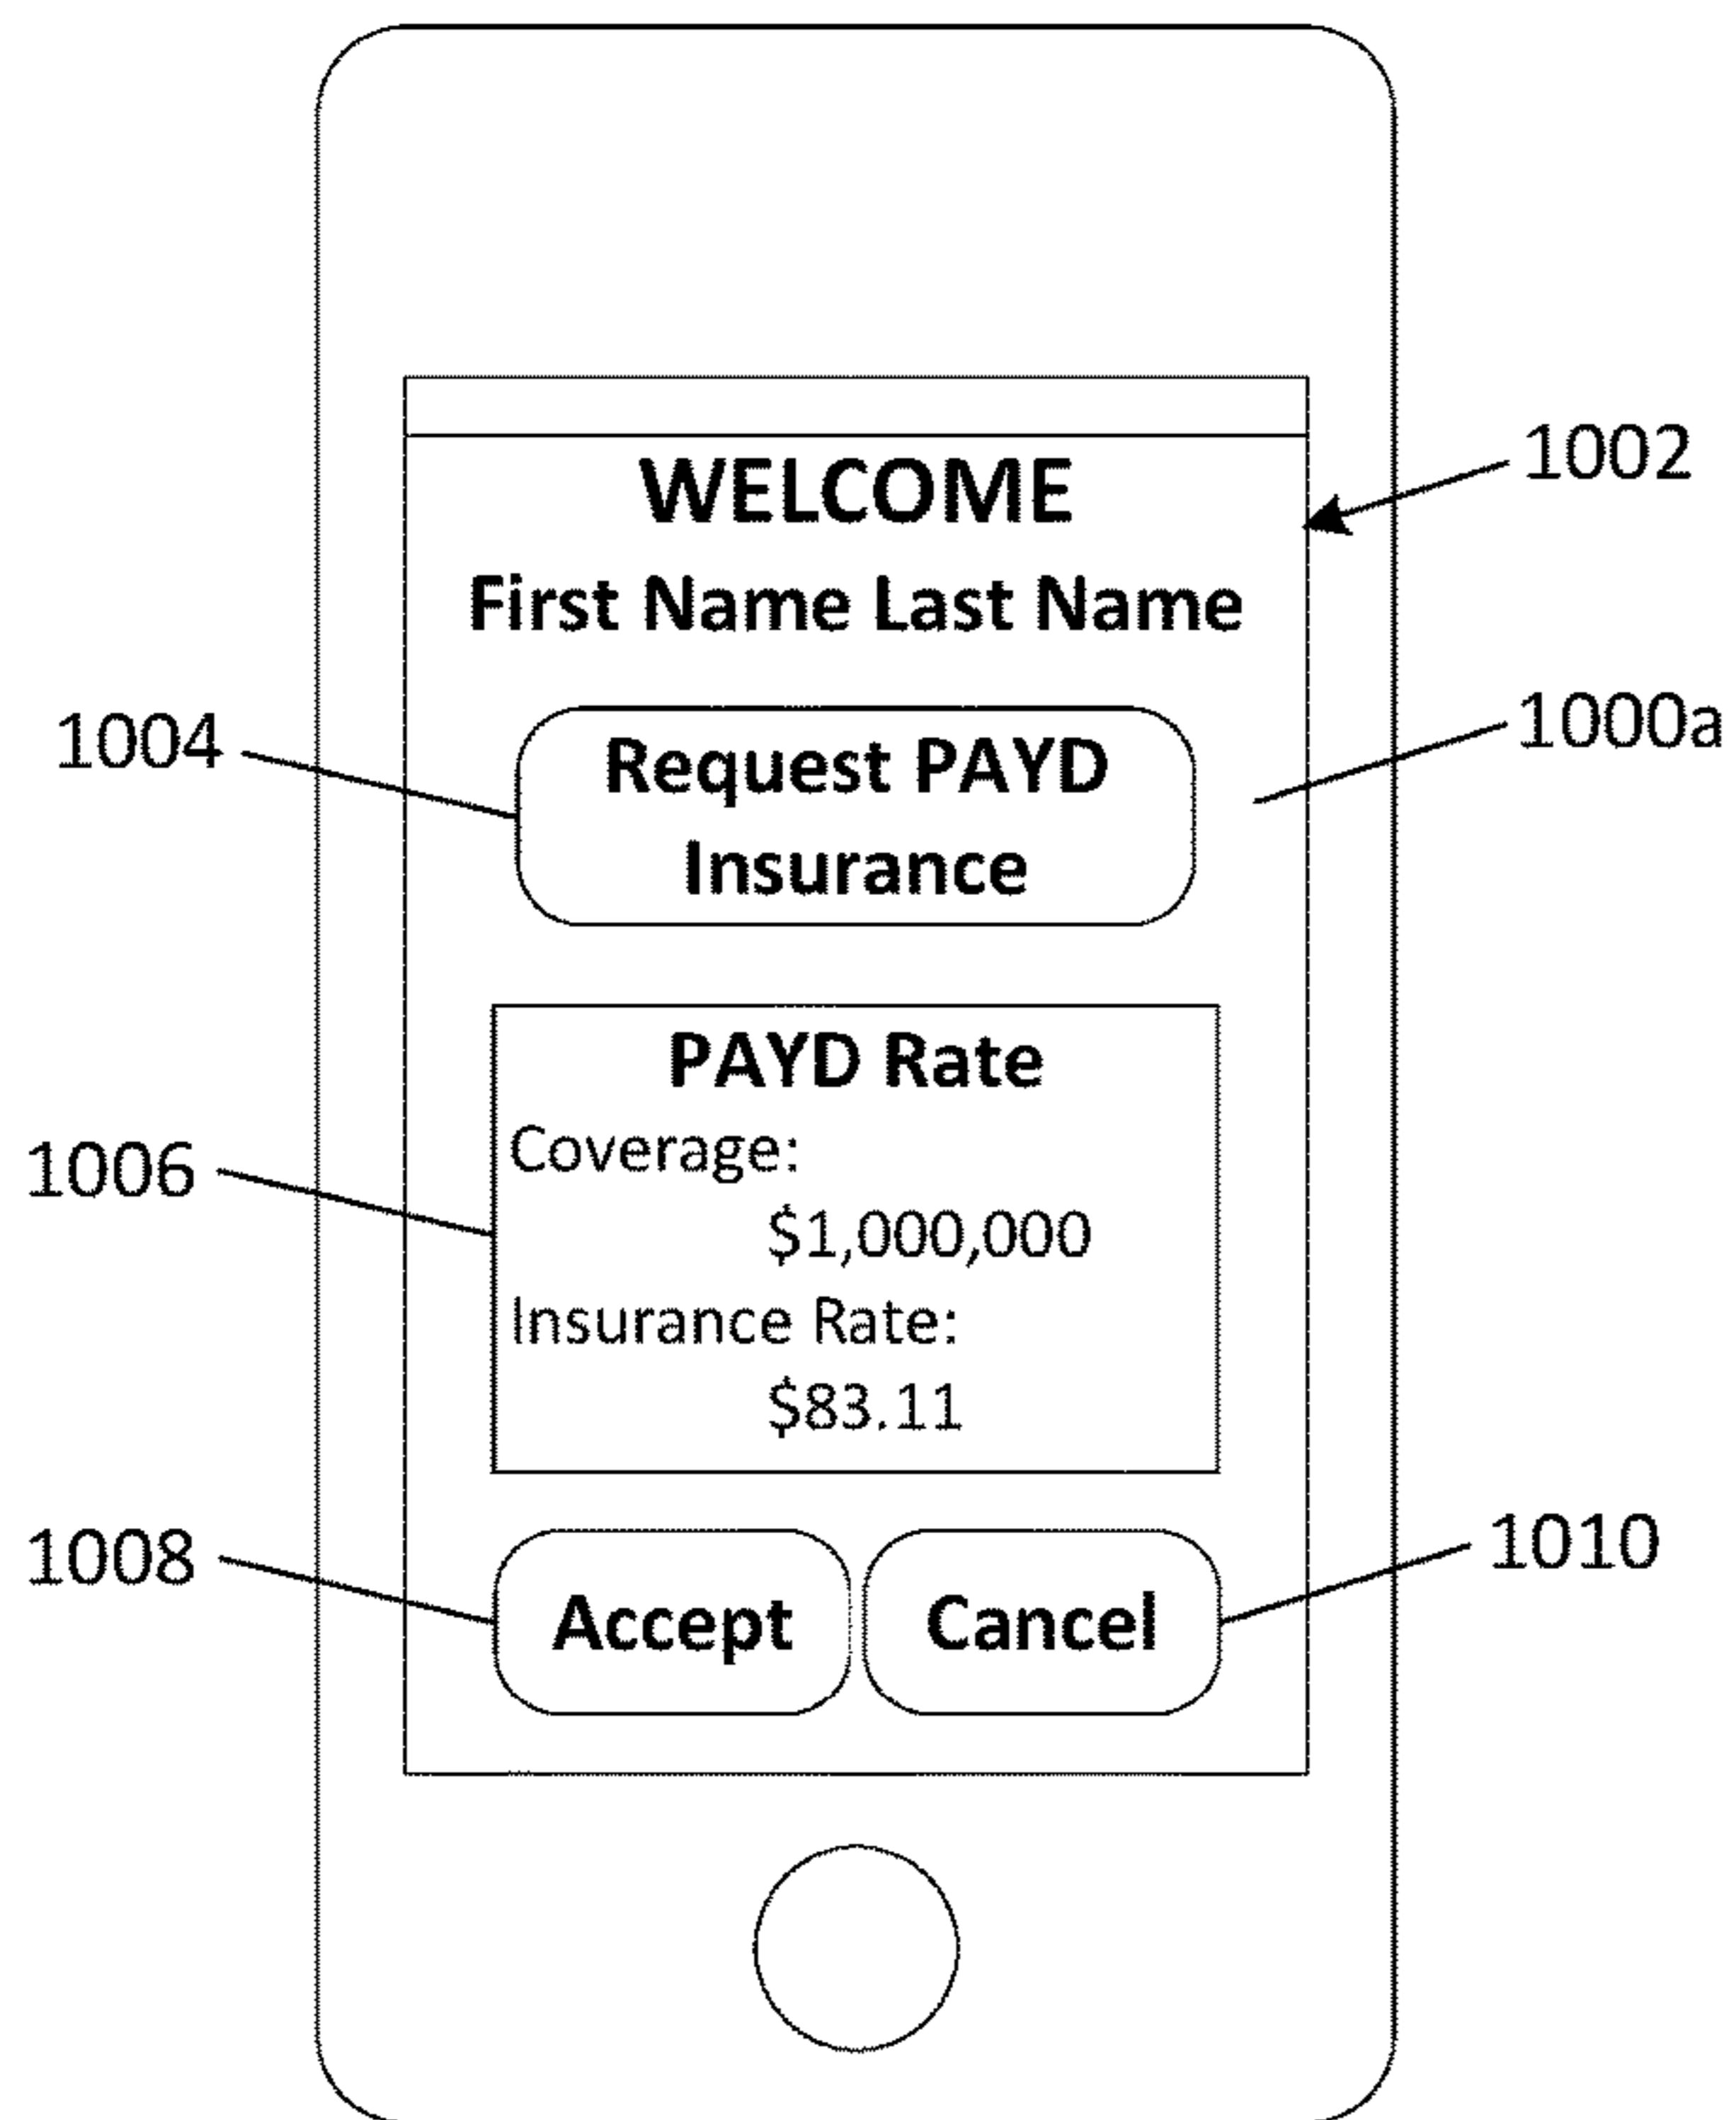 WELCOME
1002
First Name Last Name
1004
Request PAYD
Insurance
1000a
PAYD Rate
1006
Coverage:
$1,000,000
Insurance Rate:
$83.11
1008
Accept
Cancel
1010